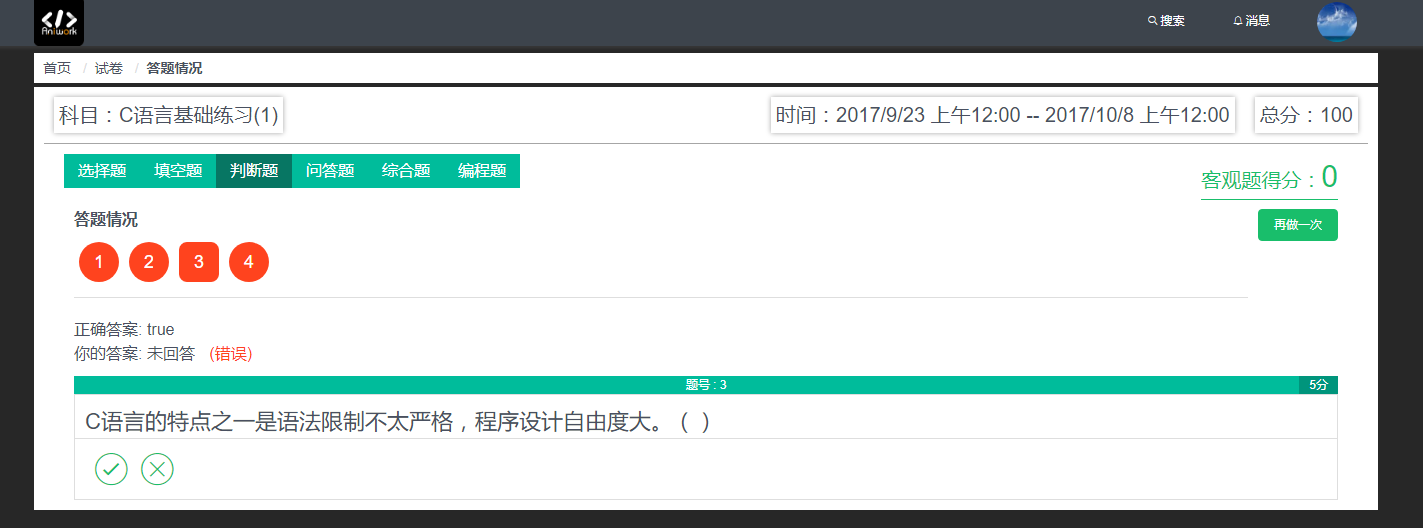 </>
Aniwork
搜索 消息
首页 / 试卷 / 答题情况
科目：C语言基础练习(1) 时间：2017/9/23 上午12:00 -- 2017/10/8 上午12:00 总分：100
选择题 填空题 判断题 问答题 综合题 编程题
客观题得分：0
答题情况
再做一次
1 2 3 4
正确答案: true
你的答案: 未回答 (错误)
题号 : 3 5分
C语言的特点之一是语法限制不太严格，程序设计自由度大。（ ）